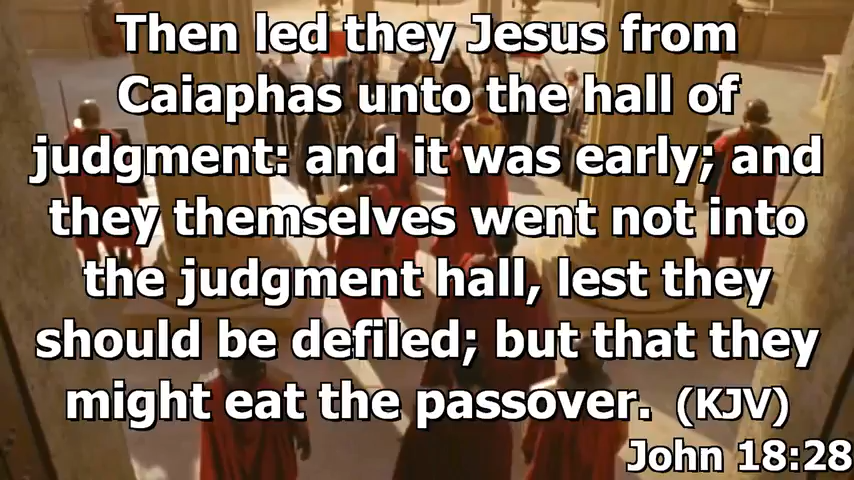 Then led they Jesus from
Caiaphas unto the hall of
judgment: and it was early; and
they themselves went not into
the judgment hall, lest they
should be defiled; but that they
might eat the passover. (KJV)
John 18:28